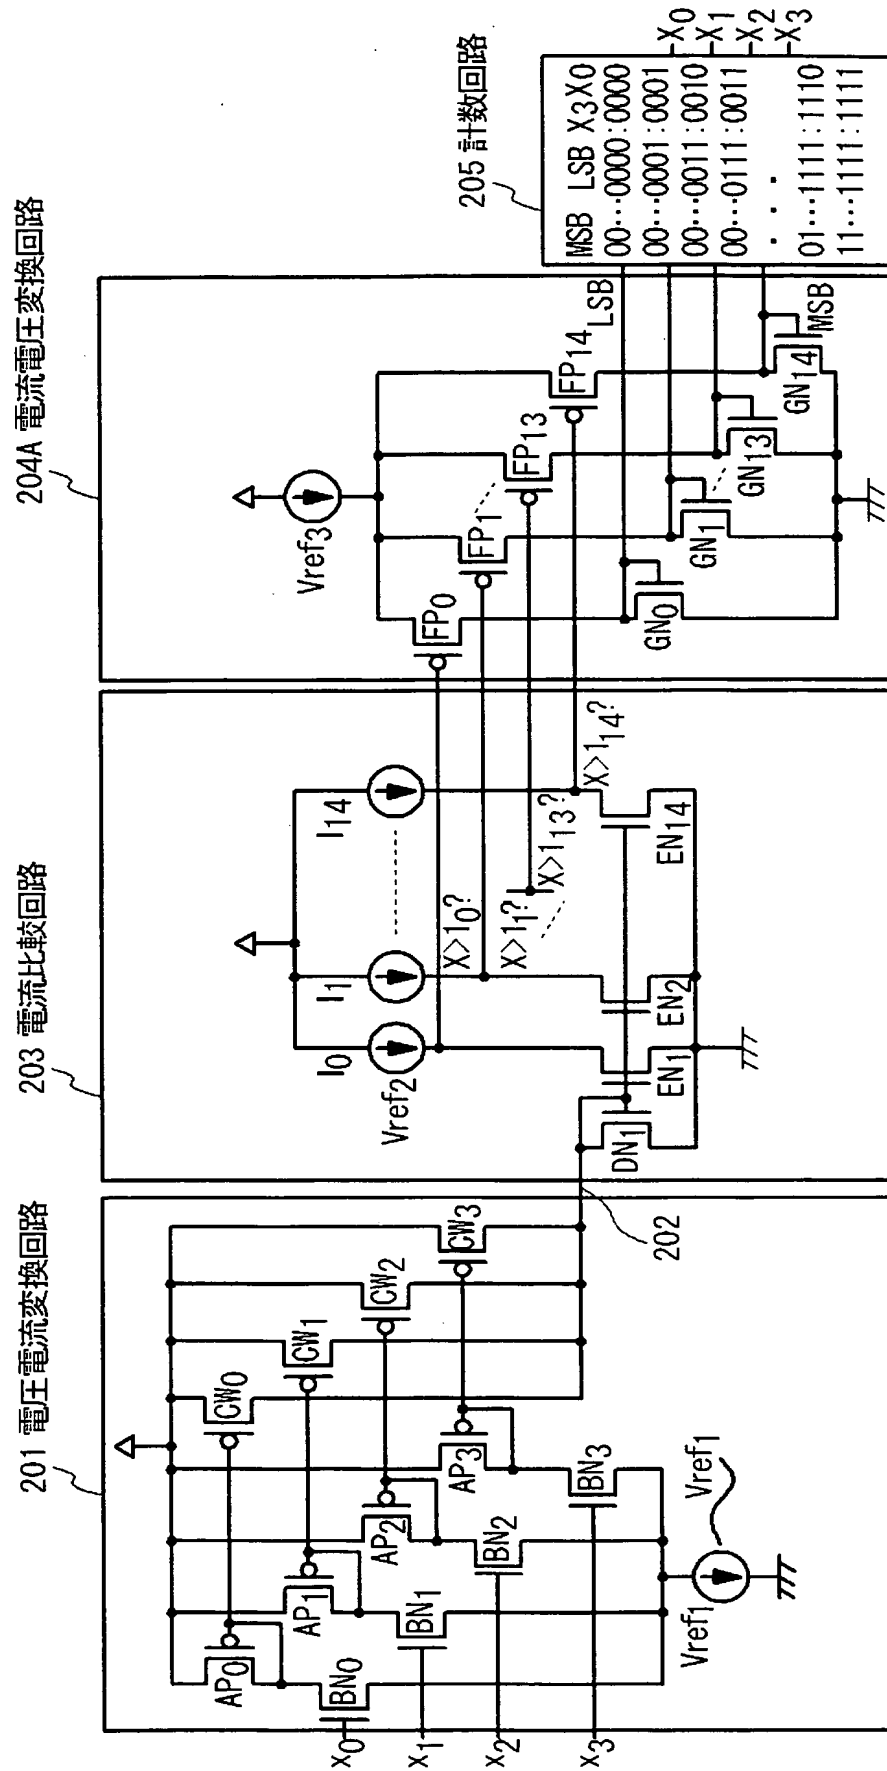 201 電圧電流変換回路
AP0
AP1
AP2
AP3
CW0
CW1
CW2
CW3
BN0
BN1
BN2
BN3
x0
x1
x2
x3
Vref1
Vref1
202
203 電流比較回路
I0
I1
I14
Vref2
X>10?
X>11?
X>113?
X>114?
DN1
EN1
EN2
EN14
204A 電流電圧変換回路
Vref3
FP0
FP1
FP13
FP14
GN0
GN1
GN13
GN14
LSB
MSB
205 計数回路
MSB LSB X3X0
00...0000:0000
00...0001:0001
00...0011:0010
00...0111:0011
. . .
01...1111:1110
11...1111:1111
X0
X1
X2
X3